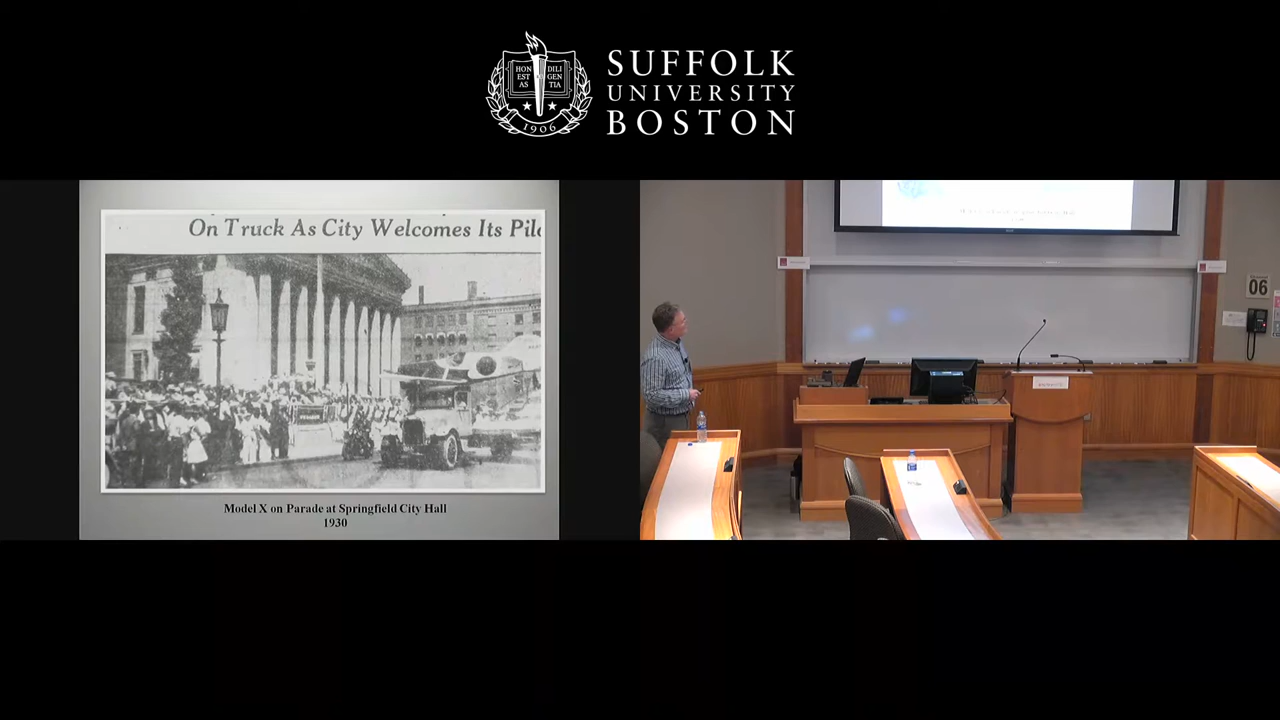 HON
EST
AS
DILI
GEN
TIA
1906
SUFFOLK
UNIVERSITY
BOSTON
On Truck As City Welcomes Its Pil
Model X on Parade at Springfield City Hall
1930
06